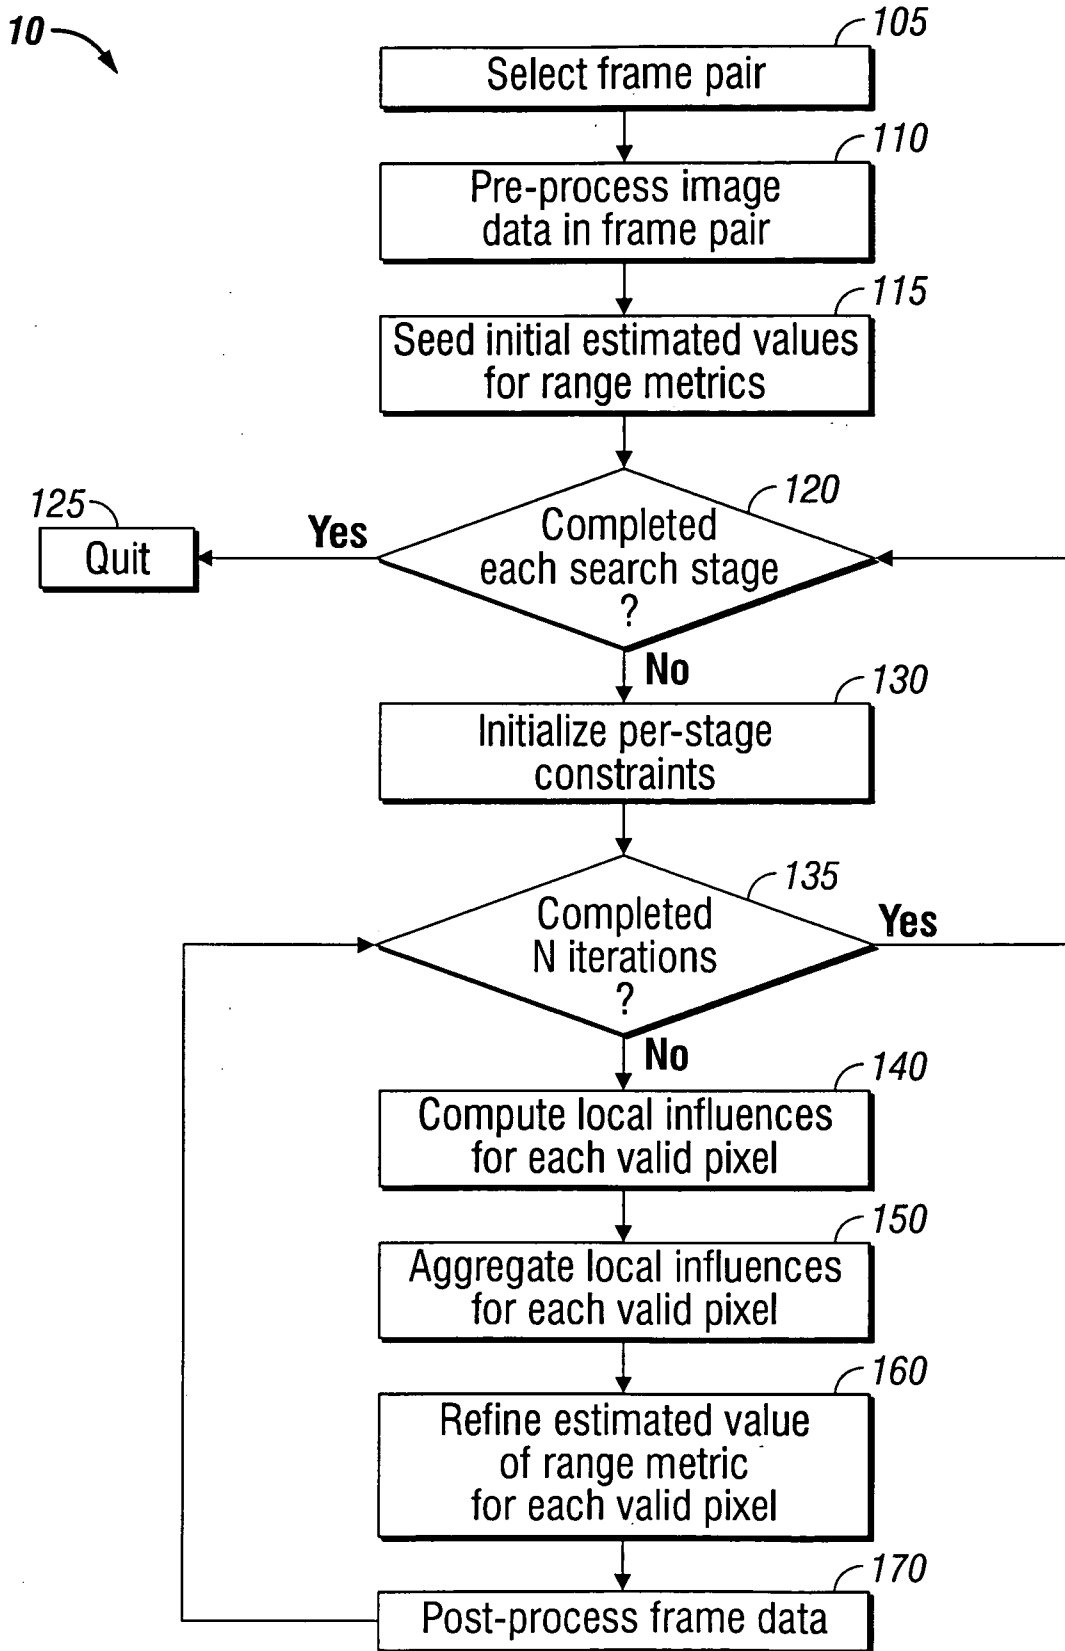 10
105
Select frame pair
110
Pre-process image
data in frame pair
115
Seed initial estimated values
for range metrics
120
125
Completed
each search stage
?
Yes
Quit
No
130
Initialize per-stage
constraints
135
Completed
N iterations
?
Yes
No
140
Compute local influences
for each valid pixel
150
Aggregate local influences
for each valid pixel
160
Refine estimated value
of range metric
for each valid pixel
170
Post-process frame data